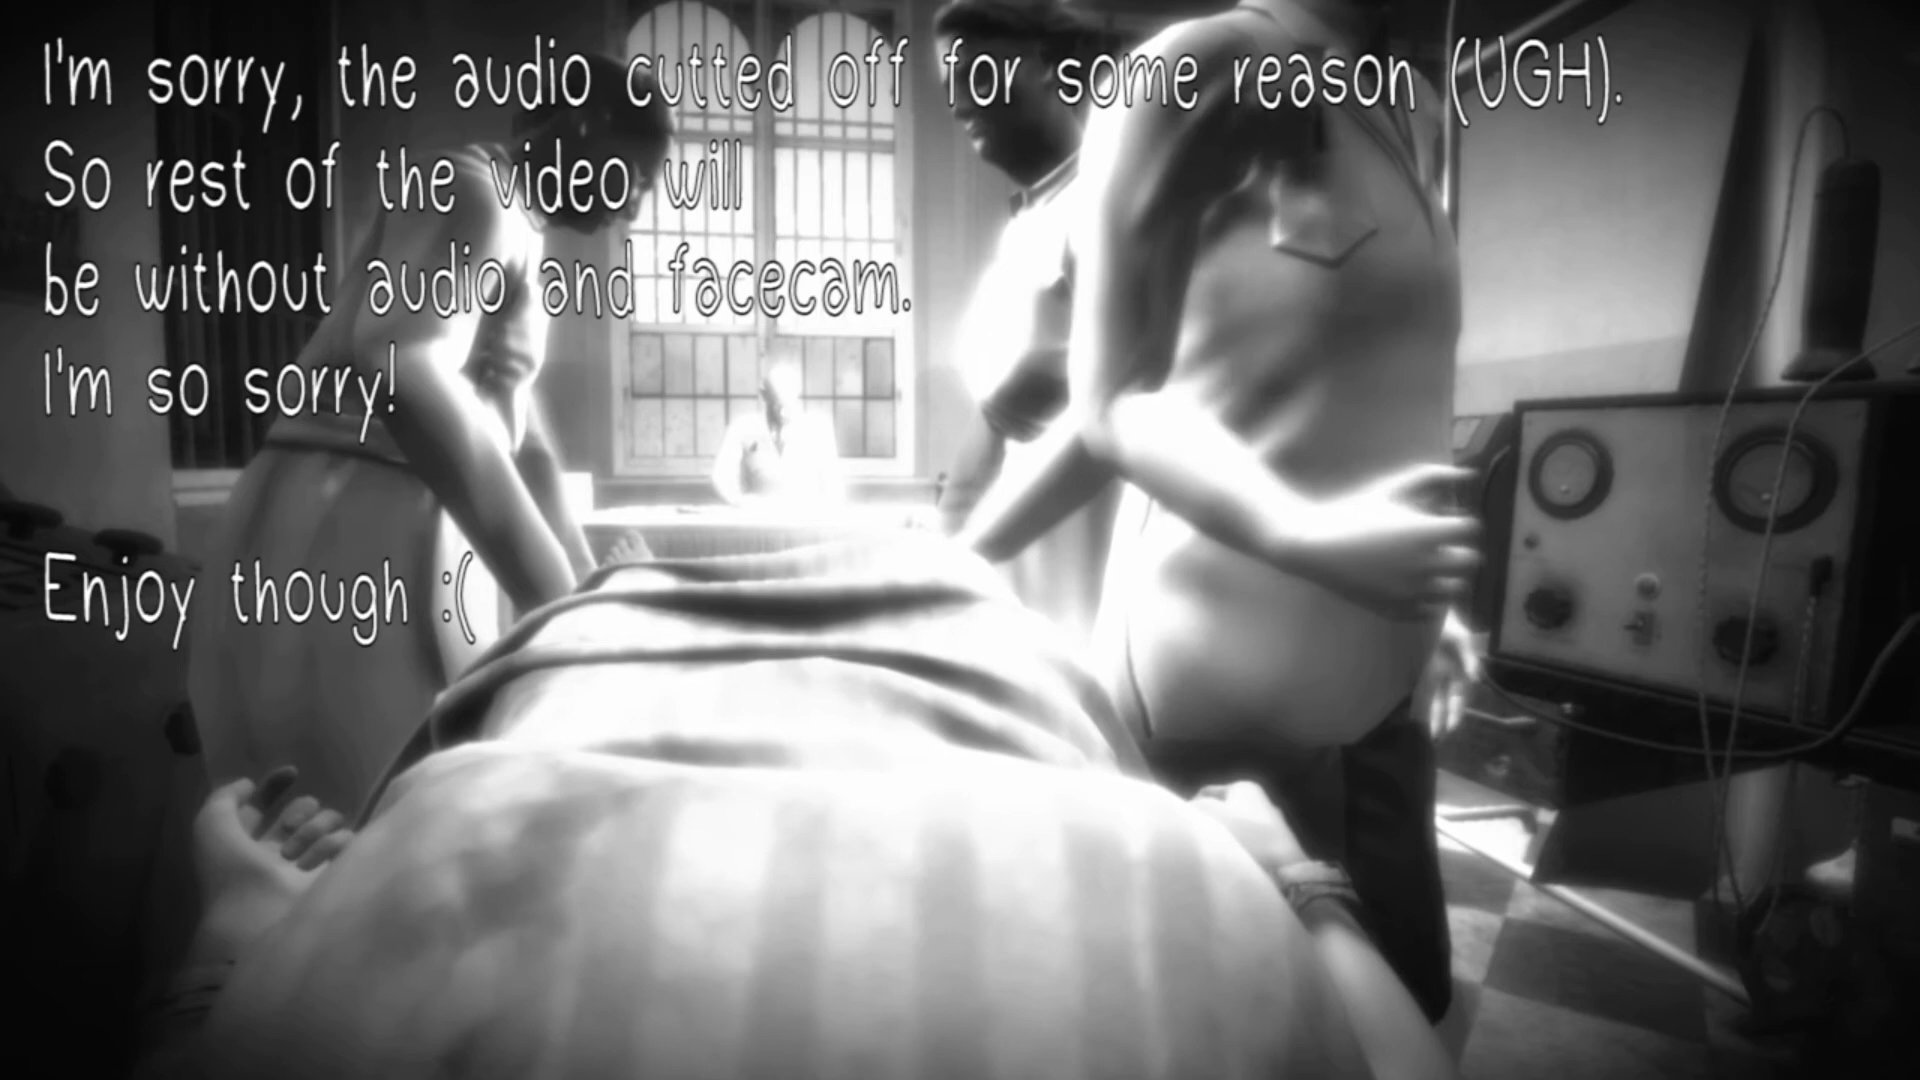 I'm sorry, the audio cutted off for some reason (UGH).
So rest of the video will
be without audio and facecam.
I'm so sorry!
Enjoy though :(